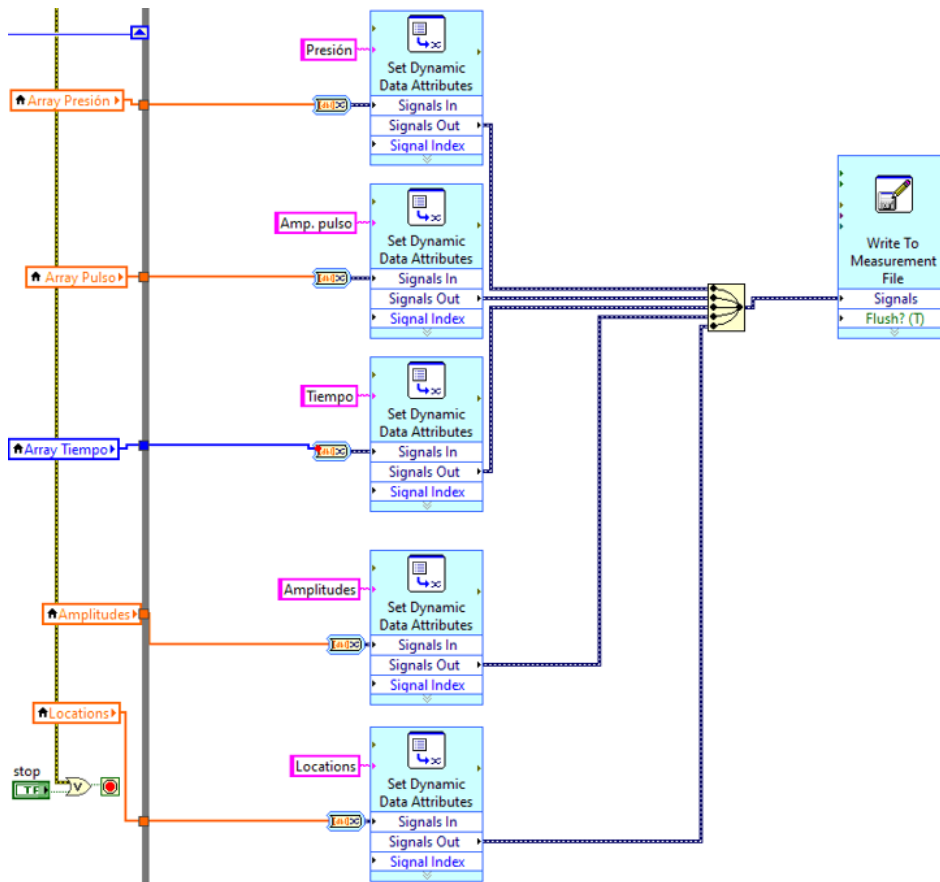 Presión
Set Dynamic
Data Attributes
Array Presión
Signals In
Signals Out
Signal Index
Amp. pulso
Set Dynamic
Data Attributes
Array Pulso
Signals In
Signals Out
Signal Index
Write To
Measurement
File
Signals
Flush? (T)
Tiempo
Set Dynamic
Data Attributes
Array Tiempo
Signals In
Signals Out
Signal Index
Amplitudes
Set Dynamic
Data Attributes
Amplitudes
Signals In
Signals Out
Signal Index
Locations
Locations
Set Dynamic
Data Attributes
stop
TF
V
Signals In
Signals Out
Signal Index